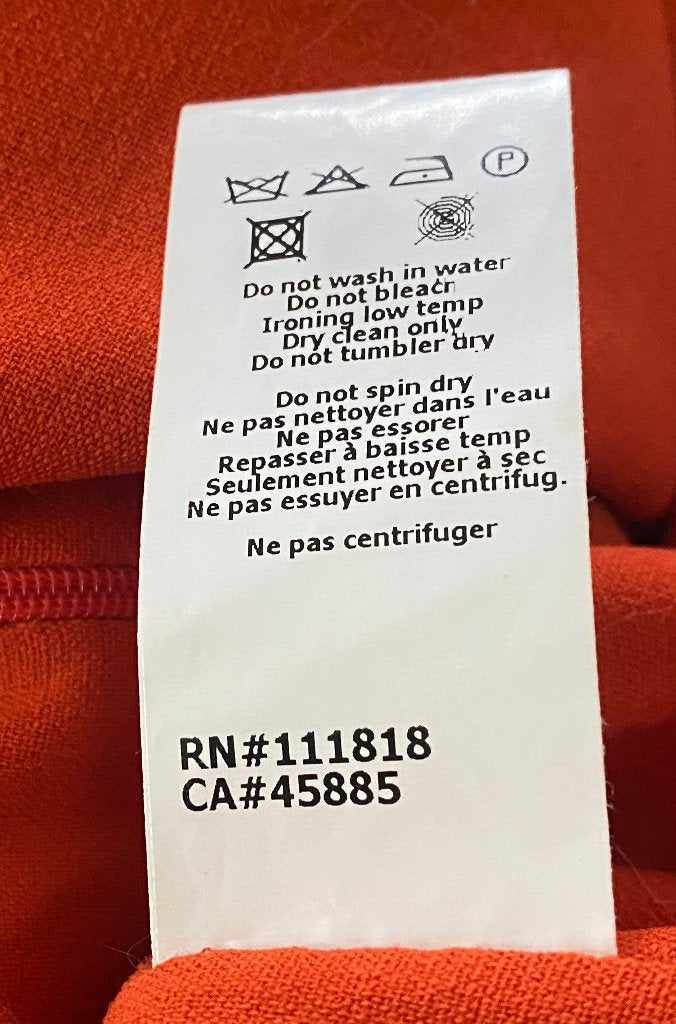 P
Do not wash in water
Do not bleach
Ironing low temp
Dry clean only
Do not tumbler dry
Do not spin dry
Ne pas nettoyer dans l'eau
Ne pas essorer
Repasser à baisse temp
Seulement nettoyer à sec
Ne pas essuyer en centrifug.
Ne pas centrifuger
RN#111818
CA#45885